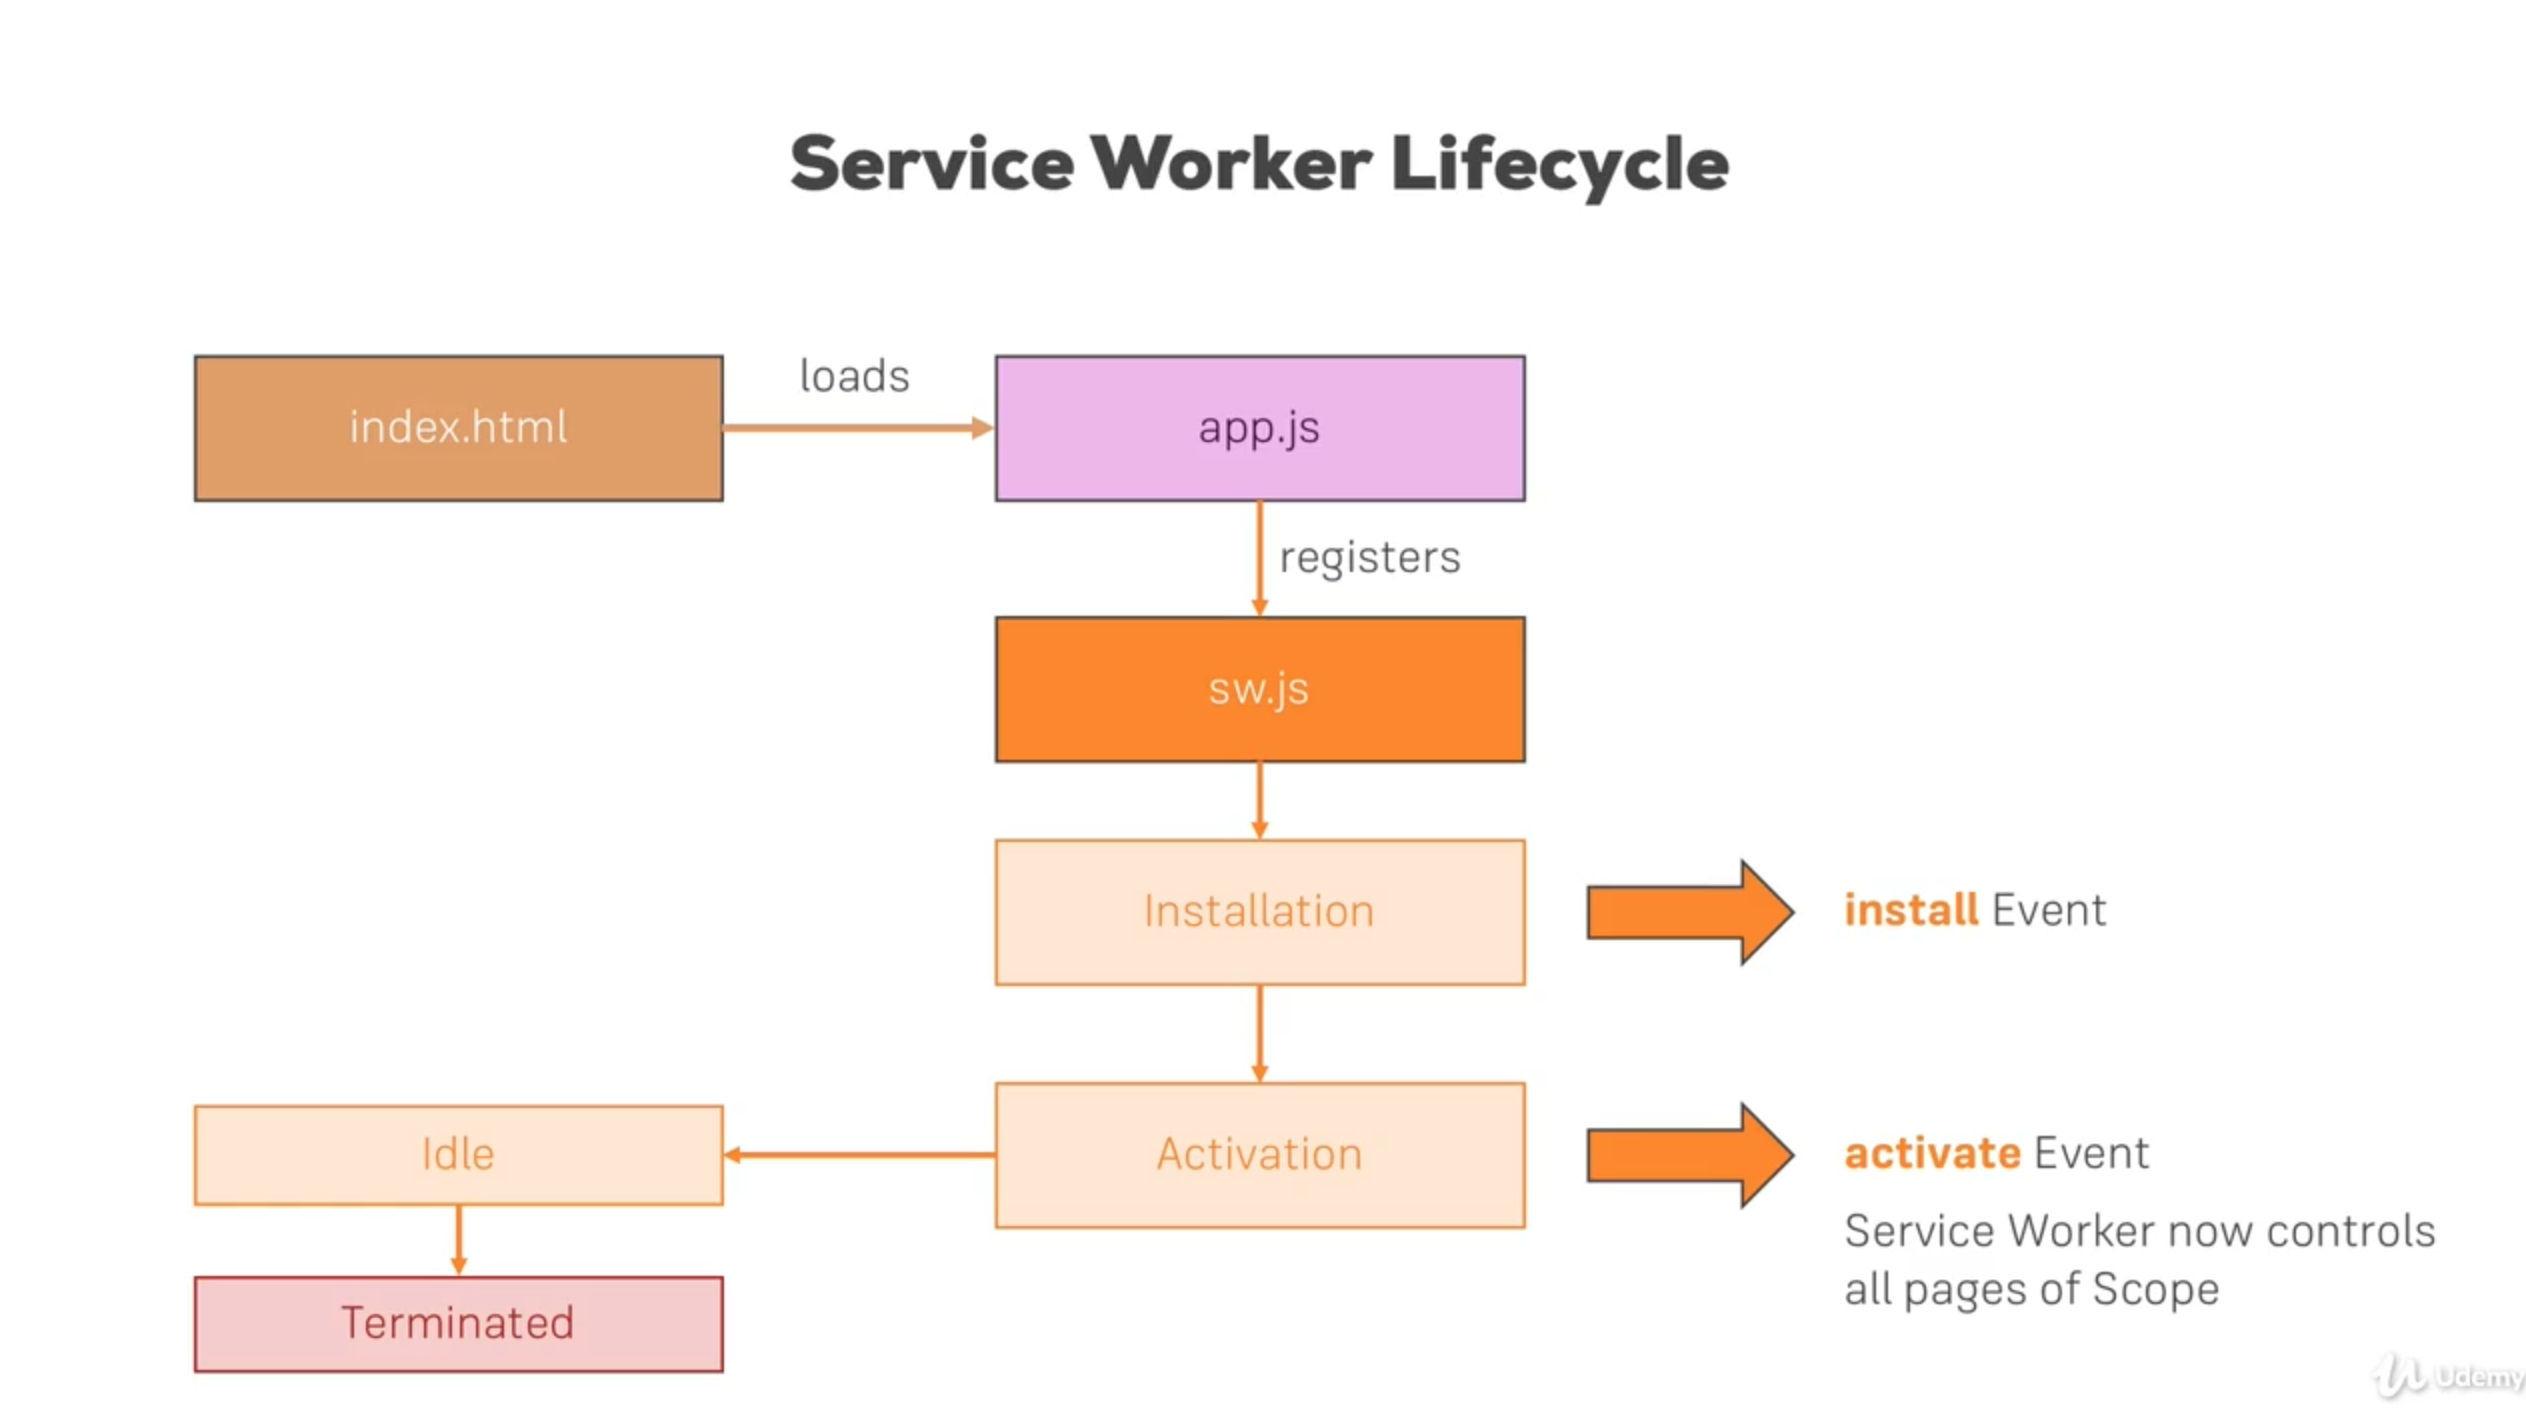 Service Worker Lifecycle
index.html
loads
app.js
registers
sw.js
Installation
install Event
Idle
Activation
activate Event
Service Worker now controls
all pages of Scope
Terminated
Udemy